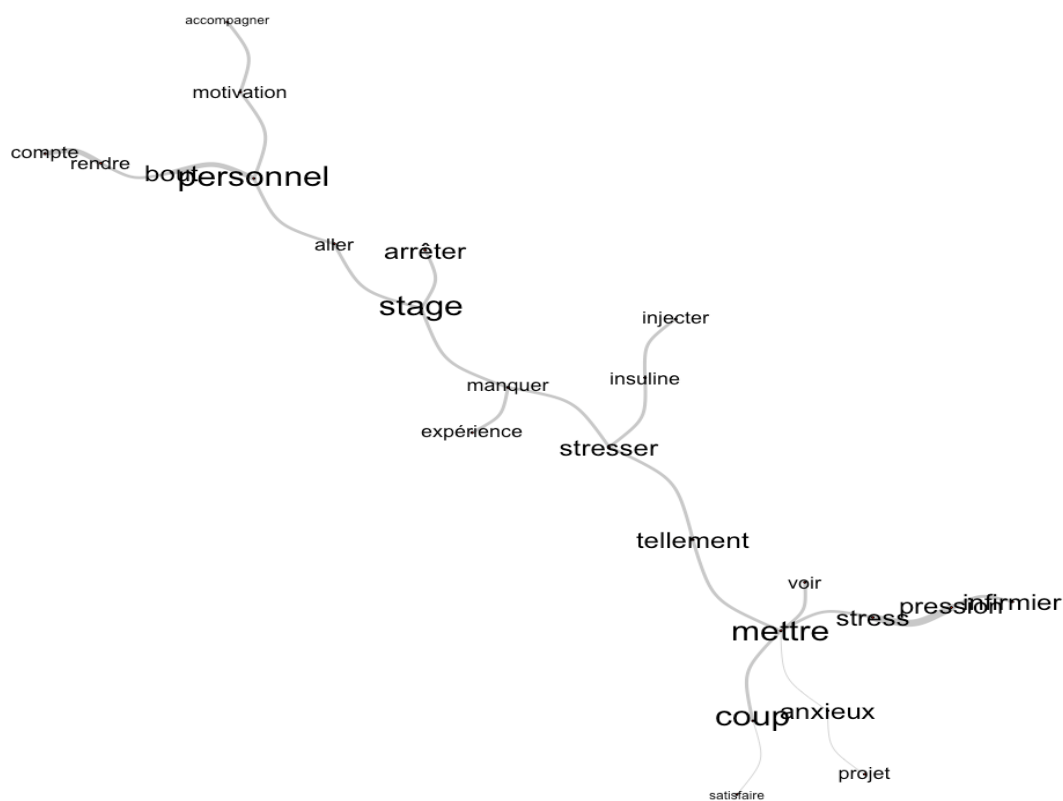 accompagner
motivation
compte
rendre
bout
personnel
aller
arrêter
stage
injecter
insuline
manquer
expérience
stresser
tellement
voir
infirmier
pression
stress
mettre
coup
anxieux
projet
satisfaire